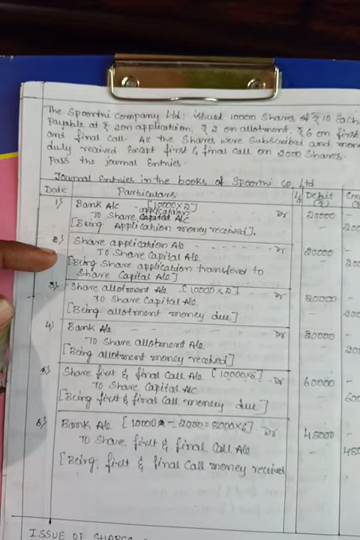 The Spoorthi Company Ltd; issued 10000 Shares of ₹10 Each
Payable at ₹ 2 on application, ₹ 2 on allotment, ₹ 6 on first
and final Call. All the Shares were Subscribed and money
duly received Except first & final call on 2000 Shares.
Pass the Journal Entries.
Journal Entries in the books of Spoorthi Co. Ltd
Date Particulars Debit
(₹)
1) Bank A/c [10000 × 2] Dr 20000
To Share application A/c
[Being Application money received].
2) Share application A/c - - - - - - - Dr 20000
To Share Capital A/c
[Being Share application transfer to
Share Capital A/c]
3) Share allotment A/c [10000 × 2] - Dr 20000
To Share Capital A/c
[Being allotment money due]
4) Bank A/c - - - - Dr 20000
To Share allotment A/c
[Being allotment money received]
5) Share first & final Call A/c [10000×6] - Dr 60000
To Share Capital A/c
[Being first & final Call money due]
6) Bank A/c [10000 - 2000 = 8000×6] Dr 48000
To Share first & final Call A/c
[Being first & final Call money received